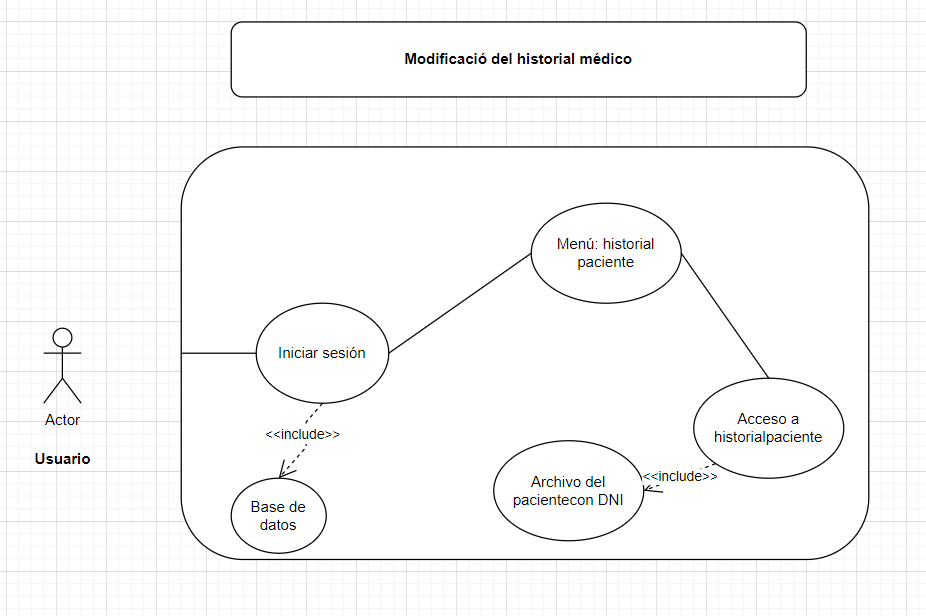 Modificació del historial médico
Menú: historial
paciente
Iniciar sesión
Actor
Usuario
<<include>>
Base de
datos
Acceso a
historialpaciente
<<include>>
Archivo del
pacientecon DNI